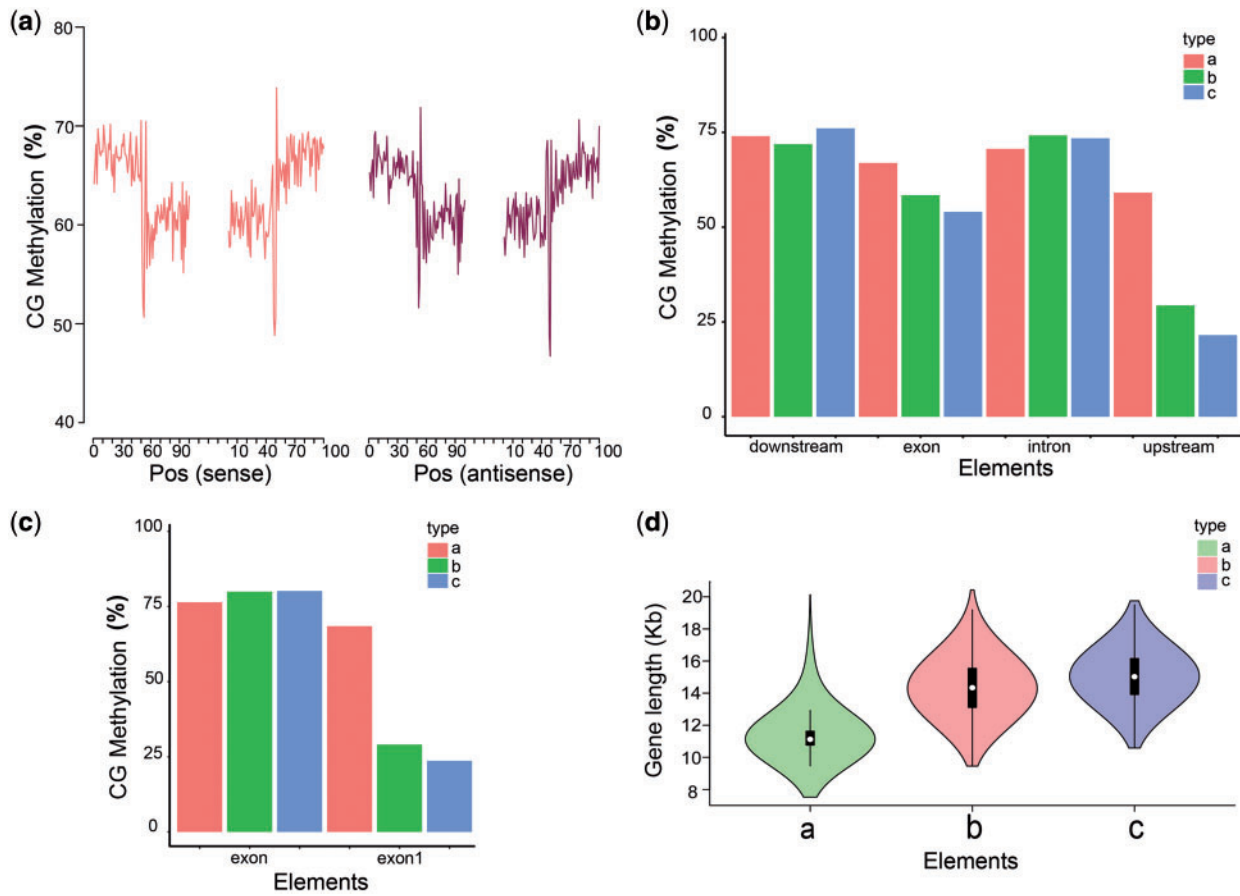 (a)
80
70
60
50
40
CG Methylation (%)
0 30 60 90 10 40 70 100
Pos (sense)
0 30 60 90 10 40 70 100
Pos (antisense)
(b)
100
75
50
25
0
CG Methylation (%)
type
a
b
c
downstream exon intron upstream
Elements
(c)
100
75
50
25
0
CG Methylation (%)
type
a
b
c
exon exon1
Elements
(d)
type
a
b
c
20
18
16
14
12
10
8
Gene length (Kb)
a b c
Elements